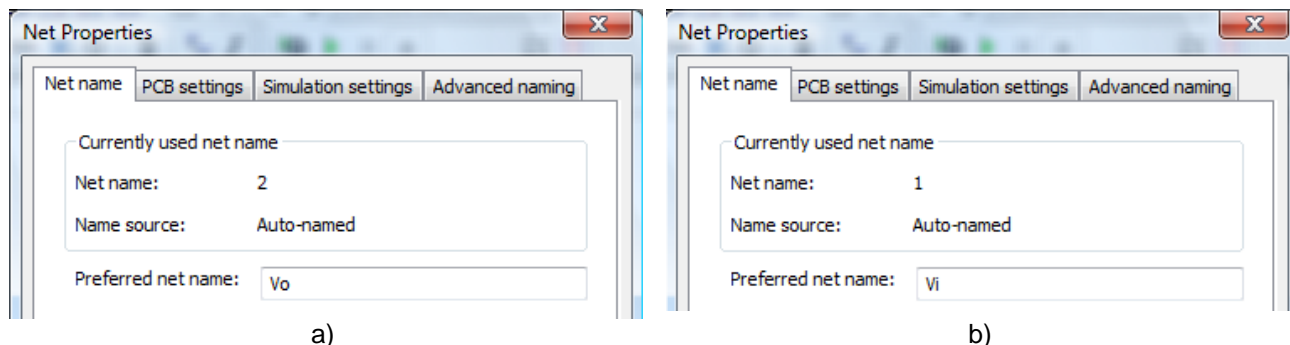 Net Properties
X
Net name PCB settings Simulation settings Advanced naming
Currently used net name
Net name: 2
Name source: Auto-named
Preferred net name: Vo
a)
Net Properties
X
Net name PCB settings Simulation settings Advanced naming
Currently used net name
Net name: 1
Name source: Auto-named
Preferred net name: Vi
b)